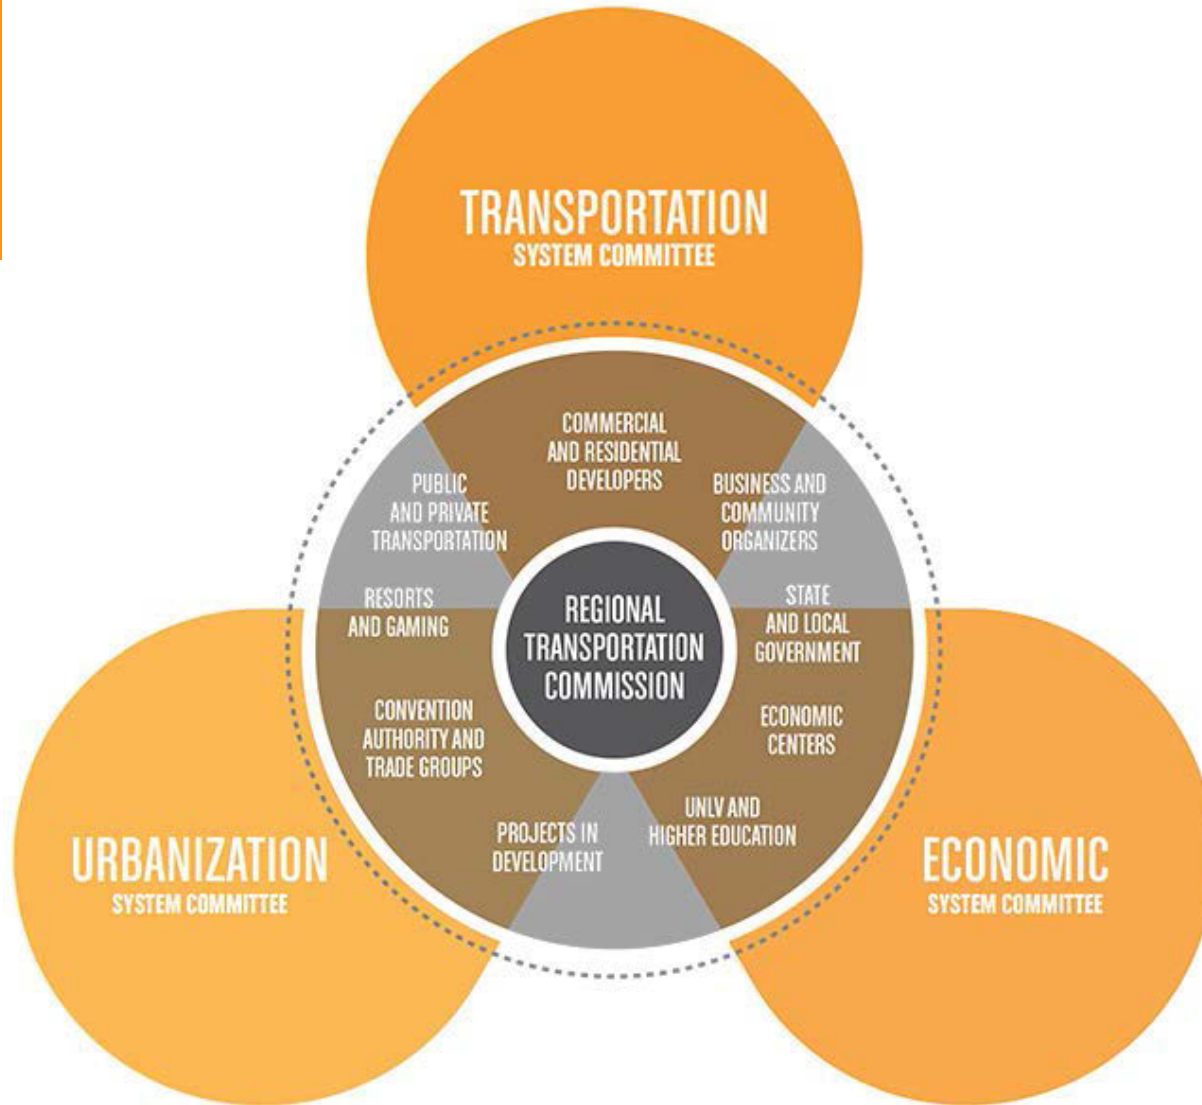 TRANSPORTATION
SYSTEM COMMITTEE
COMMERCIAL
AND RESIDENTIAL
DEVELOPERS
PUBLIC
AND PRIVATE
TRANSPORTATION
BUSINESS AND
COMMUNITY
ORGANIZERS
RESORTS
AND GAMING
REGIONAL
TRANSPORTATION
COMMISSION
STATE
AND LOCAL
GOVERNMENT
CONVENTION
AUTHORITY AND
TRADE GROUPS
ECONOMIC
CENTERS
PROJECTS IN
DEVELOPMENT
UNLV AND
HIGHER EDUCATION
URBANIZATION
SYSTEM COMMITTEE
ECONOMIC
SYSTEM COMMITTEE